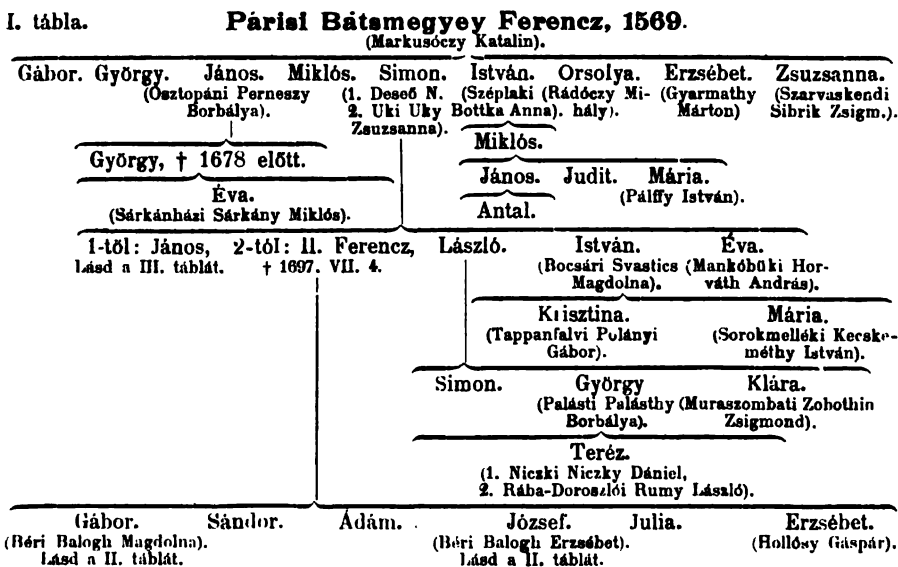 I. tábla. Párisi Bátsmegyey Ferencz, 1569.
(Markusóczy Katalin).
Gábor. György. János. Miklós. Simon. István. Orsolya. Erzsébet. Zsuzsanna.
(Osztopáni Perneszy (1. Deseő N. (Széplaki (Rádóczy Mi- (Gyarmathy (Szarvaskendi
Borbálya). 2. Uki Uky Bottka Anna). hály). Márton) Sibrik Zsigm.).
Zsuzsanna).
Miklós.
György, † 1678 előtt.
János. Judit. Mária.
(Pálffy István).
Éva.
(Sárkánházi Sárkány Miklós).
Antal.
1-től: János, 2-tól: II. Ferencz, László. István. Éva.
Lásd a III. táblát. † 1697. VII. 4. (Bocsári Svastics (Mankóbüki Hor-
Magdolna). váth András).
Krisztina. Mária.
(Tappanfalvi Polányi (Sorokmelléki Kecske-
Gábor). méthy István).
Simon. György Klára.
(Palásti Palásthy (Muraszombati Zobothin
Borbálya). Zsigmond).
Teréz.
(1. Niczki Niczky Dániel,
2. Rába-Doroszlói Rumy László).
Gábor. Sándor. Ádám. József. Julia. Erzsébet.
(Béri Balogh Magdolna). (Béri Balogh Erzsébet). (Hollósy Gáspár).
Lásd a II. táblát. Lásd a II. táblát.